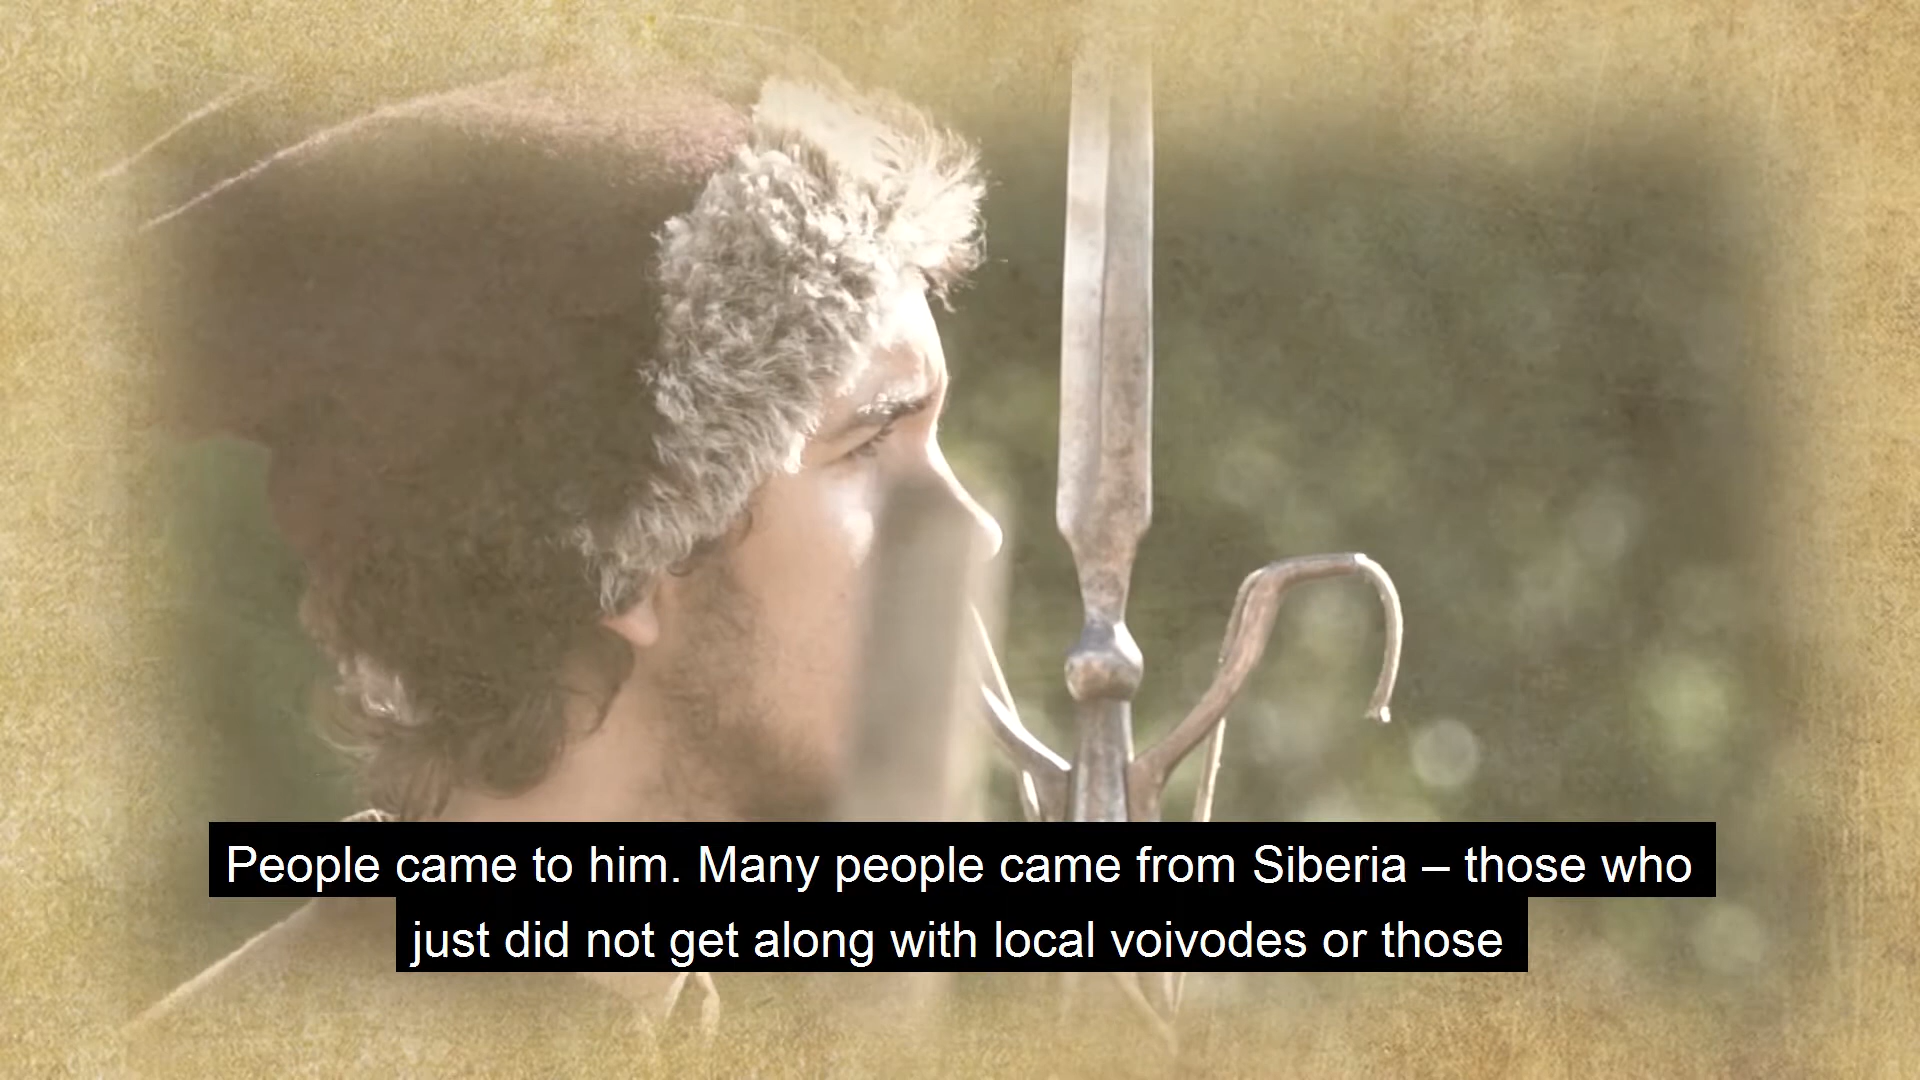 People came to him. Many people came from Siberia – those who
just did not get along with local voivodes or those